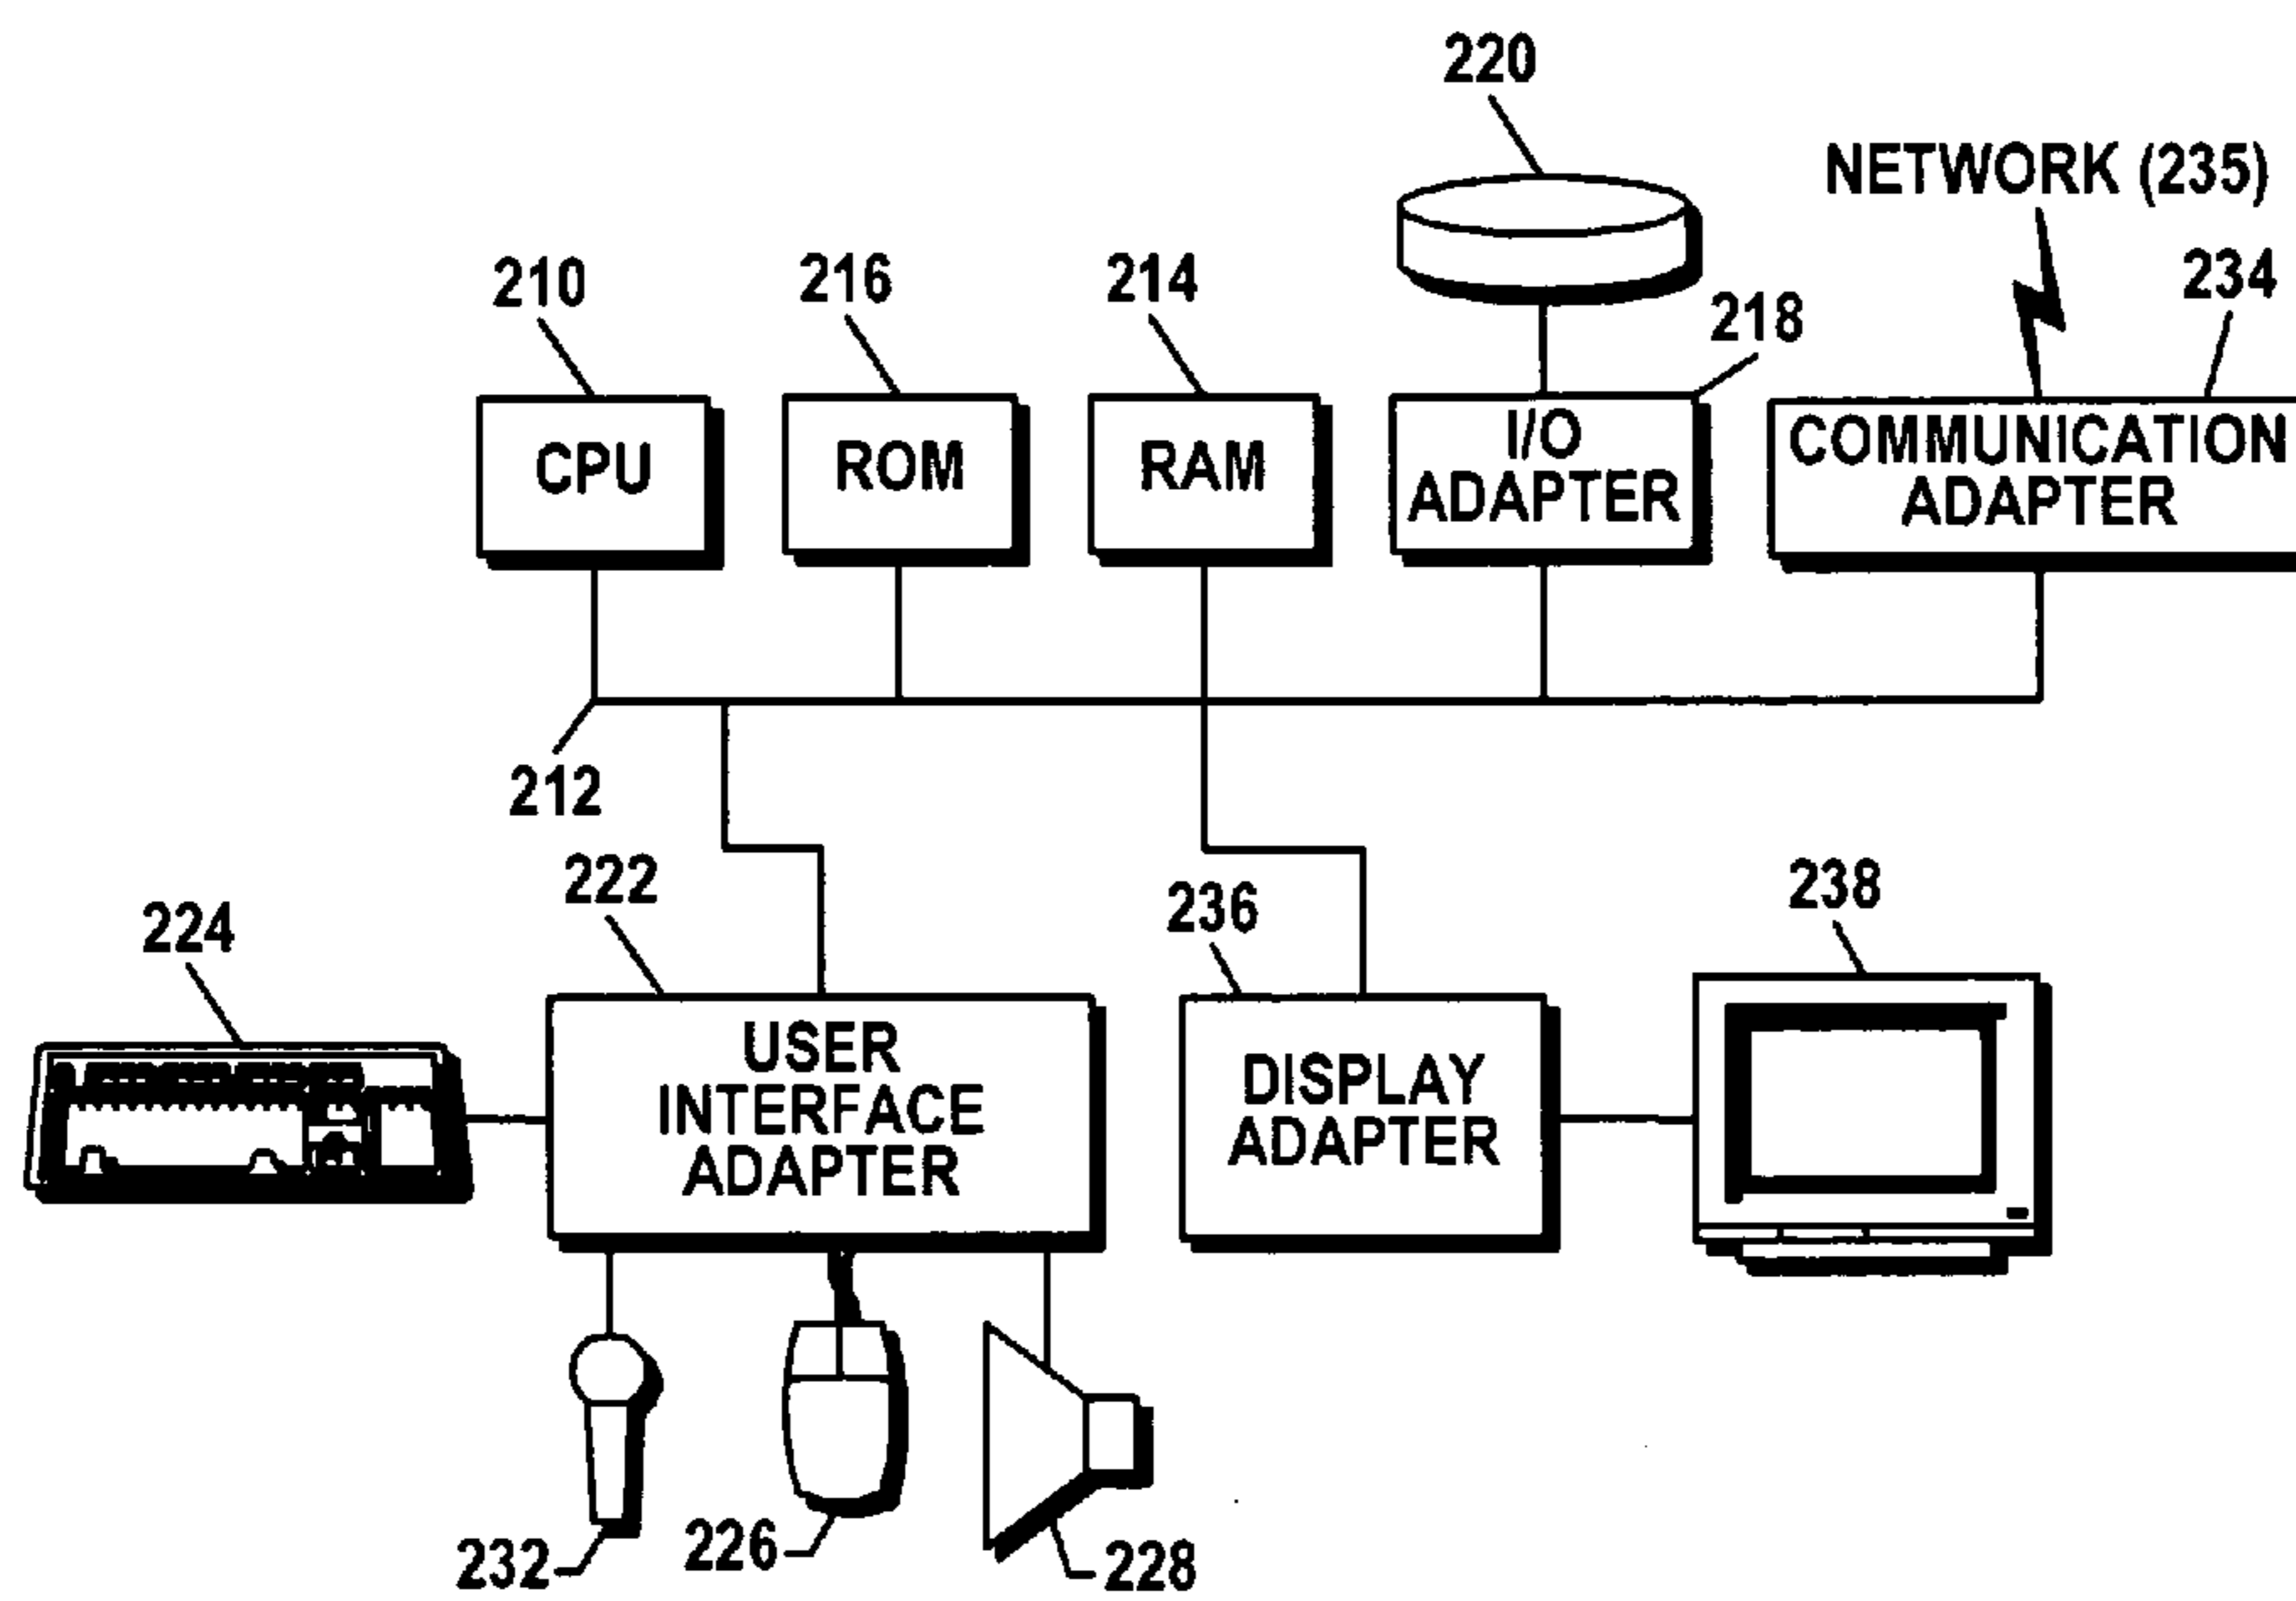 220
NETWORK (235)
210
216
214
218
234
CPU
ROM
RAM
I/O
ADAPTER
COMMUNICATION
ADAPTER
212
222
224
236
238
USER
INTERFACE
ADAPTER
DISPLAY
ADAPTER
232
226
228